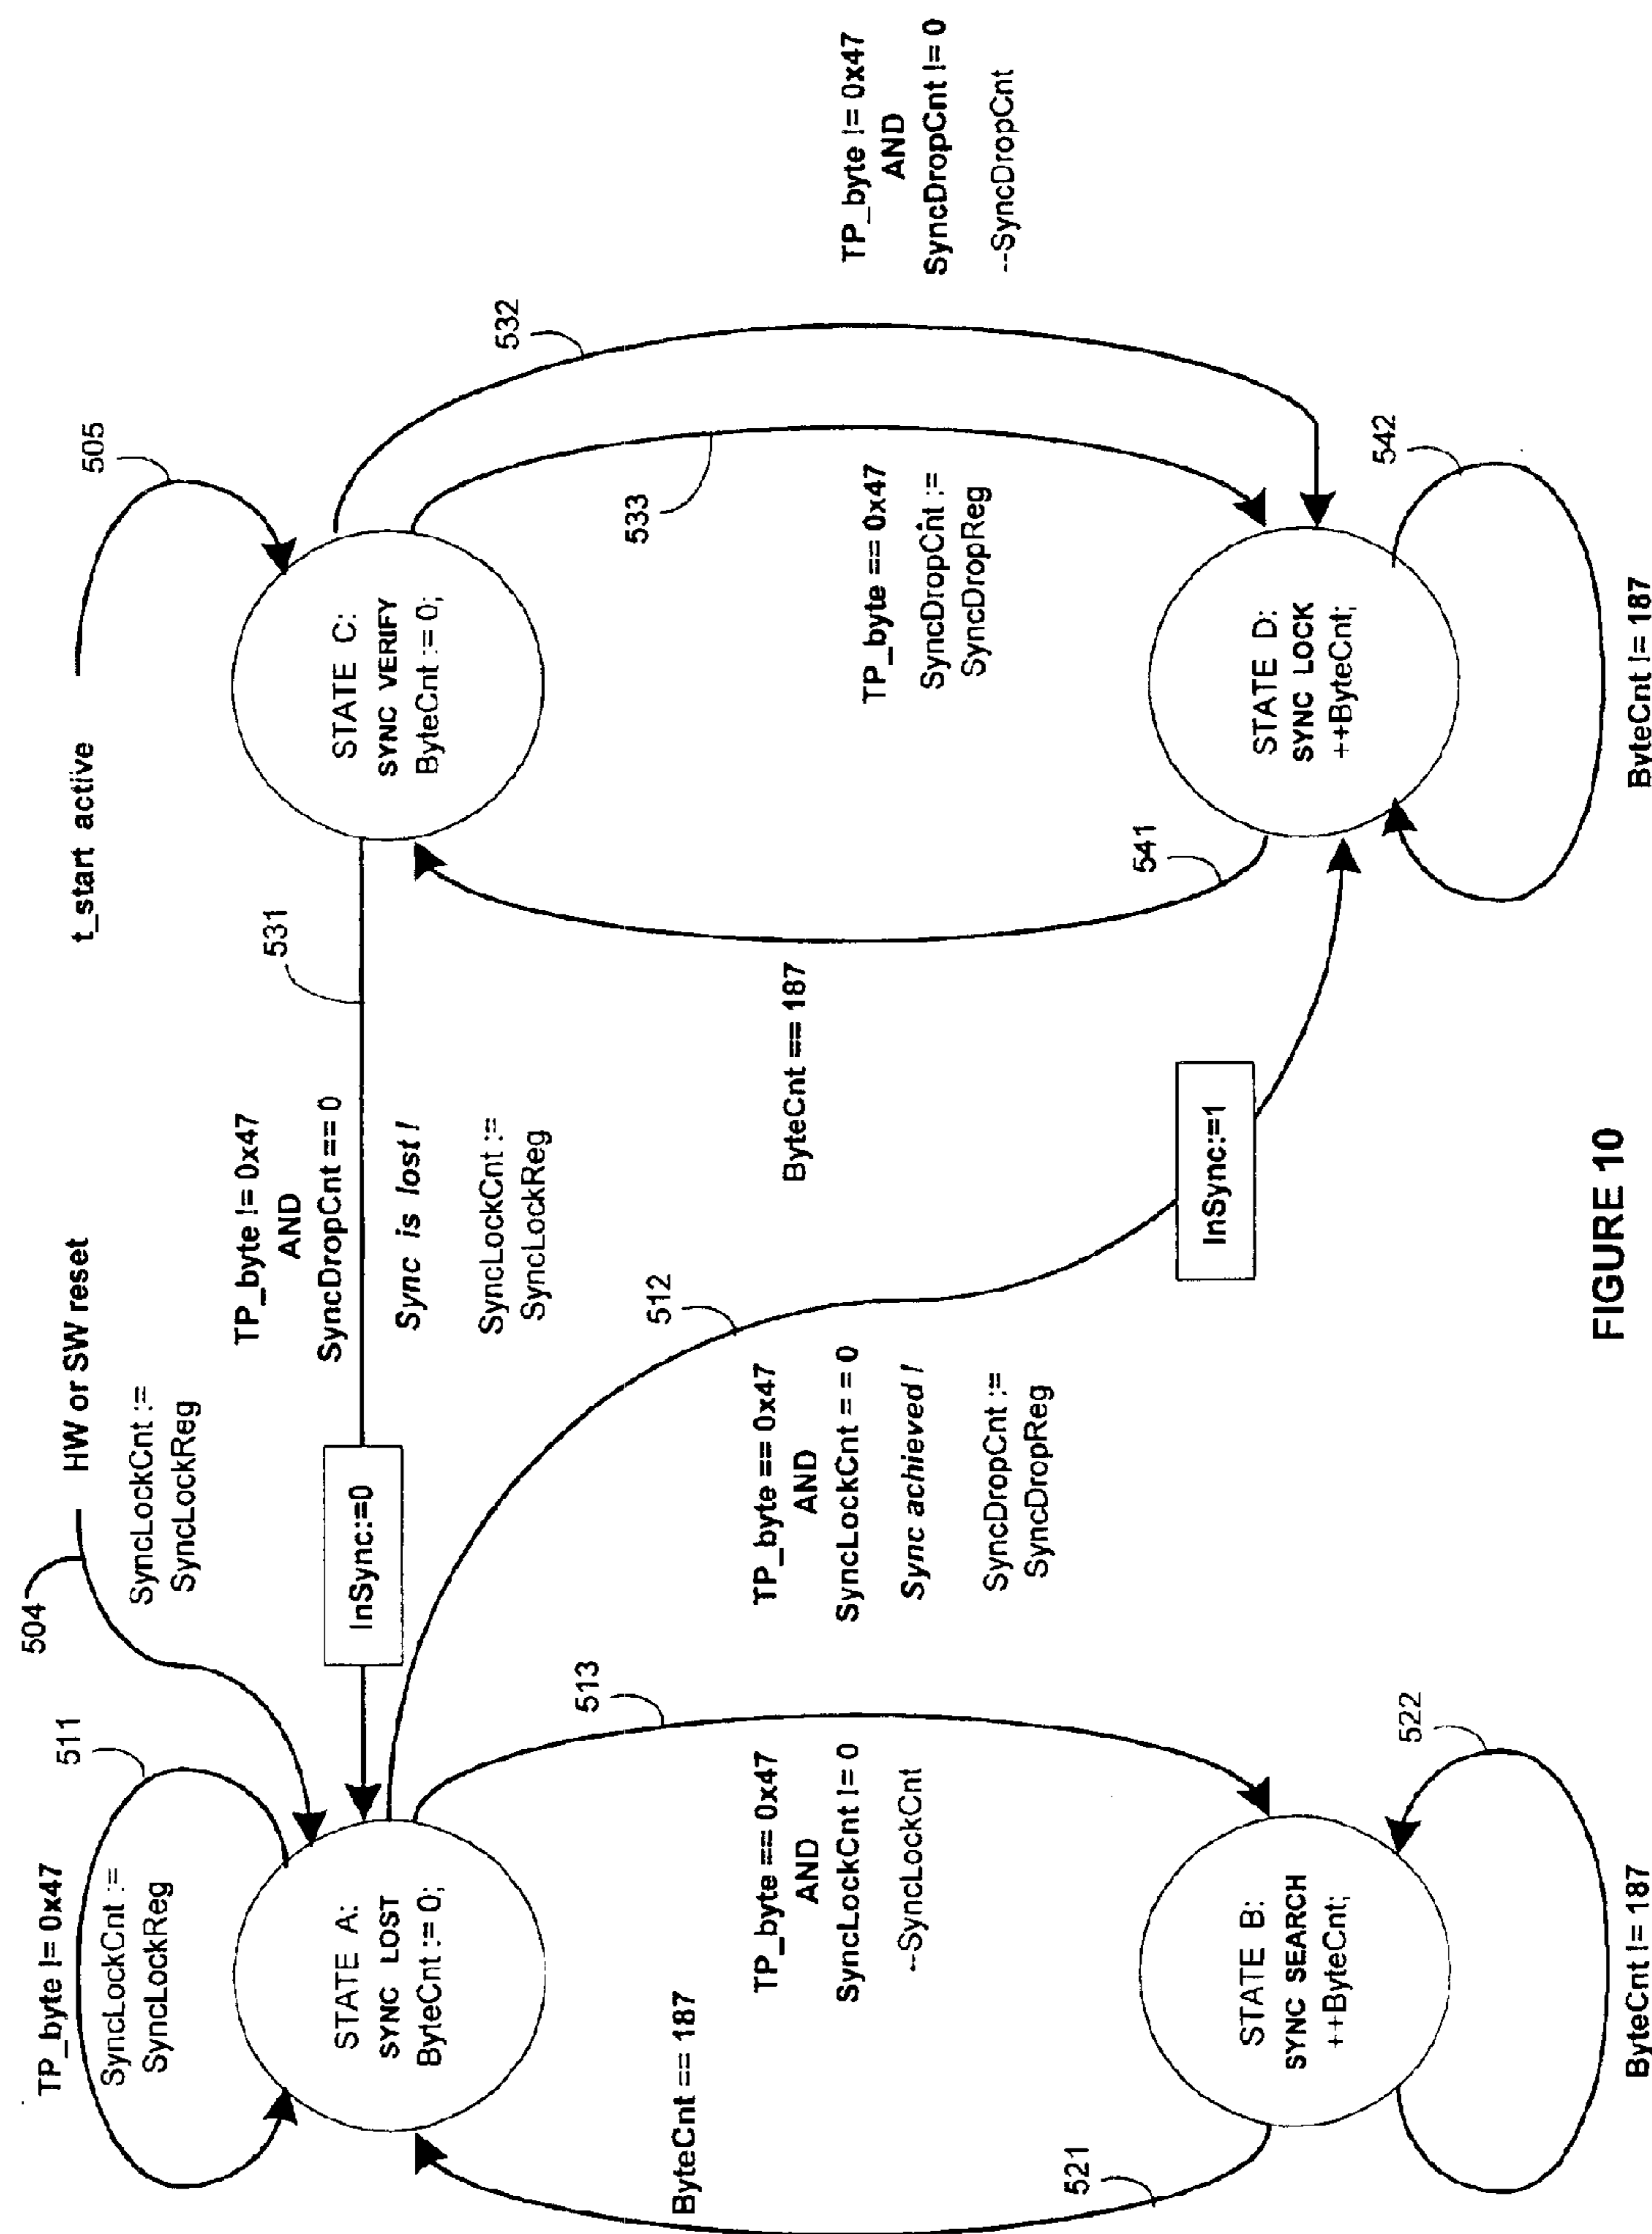 504
HW or SW reset
SyncLockCnt :=
SyncLockReg
511
TP_byte != 0x47
SyncLockCnt :=
SyncLockReg
STATE A:
SYNC LOST
ByteCnt := 0;
InSync:=0
TP_byte != 0x47
AND
SyncDropCnt == 0
Sync is lost !
SyncLockCnt :=
SyncLockReg
531
t_start active
505
STATE C:
SYNC VERIFY
ByteCnt := 0;
532
TP_byte != 0x47
AND
SyncDropCnt != 0
--SyncDropCnt
533
TP_byte == 0x47
SyncDropCnt :=
SyncDropReg
ByteCnt == 187
521
513
TP_byte == 0x47
AND
SyncLockCnt != 0
--SyncLockCnt
512
TP_byte == 0x47
AND
SyncLockCnt = = 0
Sync achieved !
SyncDropCnt :=
SyncDropReg
ByteCnt == 187
541
InSync:=1
STATE B:
SYNC SEARCH
++ByteCnt;
522
ByteCnt != 187
STATE D:
SYNC LOCK
++ByteCnt;
542
ByteCnt != 187
FIGURE 10